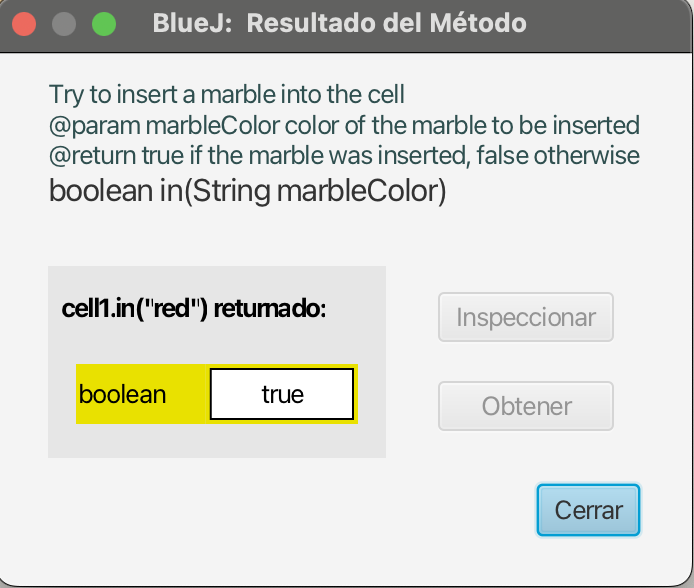 BlueJ: Resultado del Método
Try to insert a marble into the cell
@param marbleColor color of the marble to be inserted
@return true if the marble was inserted, false otherwise
boolean in(String marbleColor)
cell1.in("red") returnado:
boolean true
Inspeccionar
Obtener
Cerrar